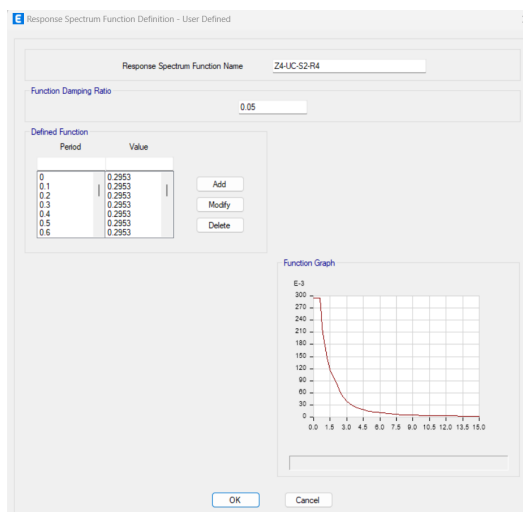 E Response Spectrum Function Definition - User Defined
Response Spectrum Function Name Z4-UC-S2-R4
Function Damping Ratio
0.05
Defined Function
Period Value
0 0.2953
0.1 0.2953
0.2 0.2953
0.3 0.2953
0.4 0.2953
0.5 0.2953
0.6 0.2953
Add
Modify
Delete
Function Graph
E-3
300
270
240
210
180
150
120
90
60
30
0
0.0 1.5 3.0 4.5 6.0 7.5 9.0 10.5 12.0 13.5 15.0
OK Cancel